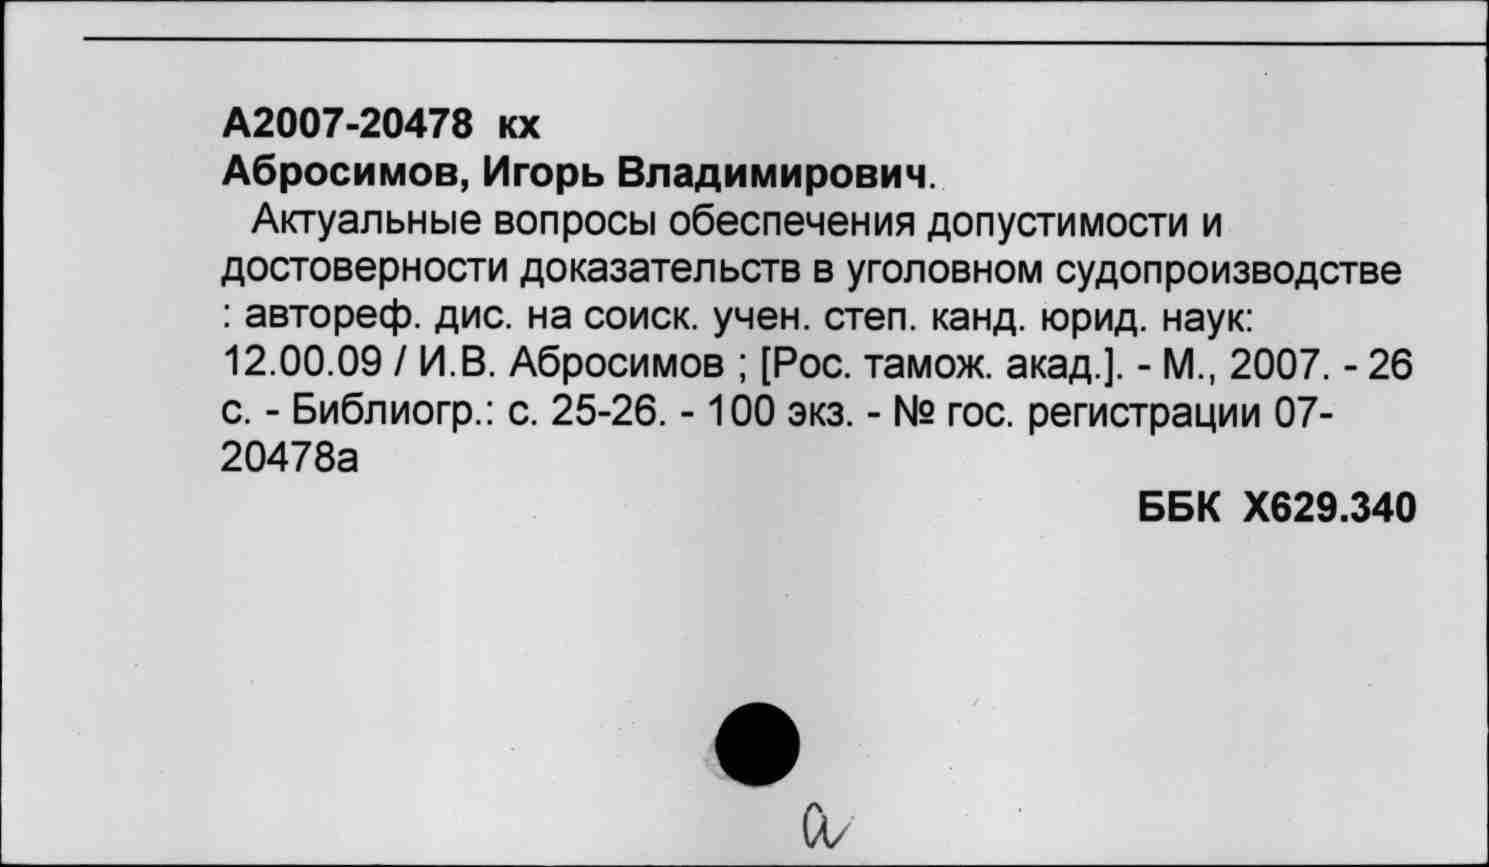 А2007-20478 кх
Абросимов, Игорь Владимирович.
Актуальные вопросы обеспечения допустимости и
достоверности доказательств в уголовном судопроизводстве
: автореф. дис. на соиск. учен. степ. канд. юрид. наук:
12.00.09 / И.В. Абросимов ; [Рос. тамож. акад.]. - М., 2007. - 26
с. - Библиогр.: с. 25-26. - 100 экз. - № гос. регистрации 07-
20478а
ББК Х629.340
а